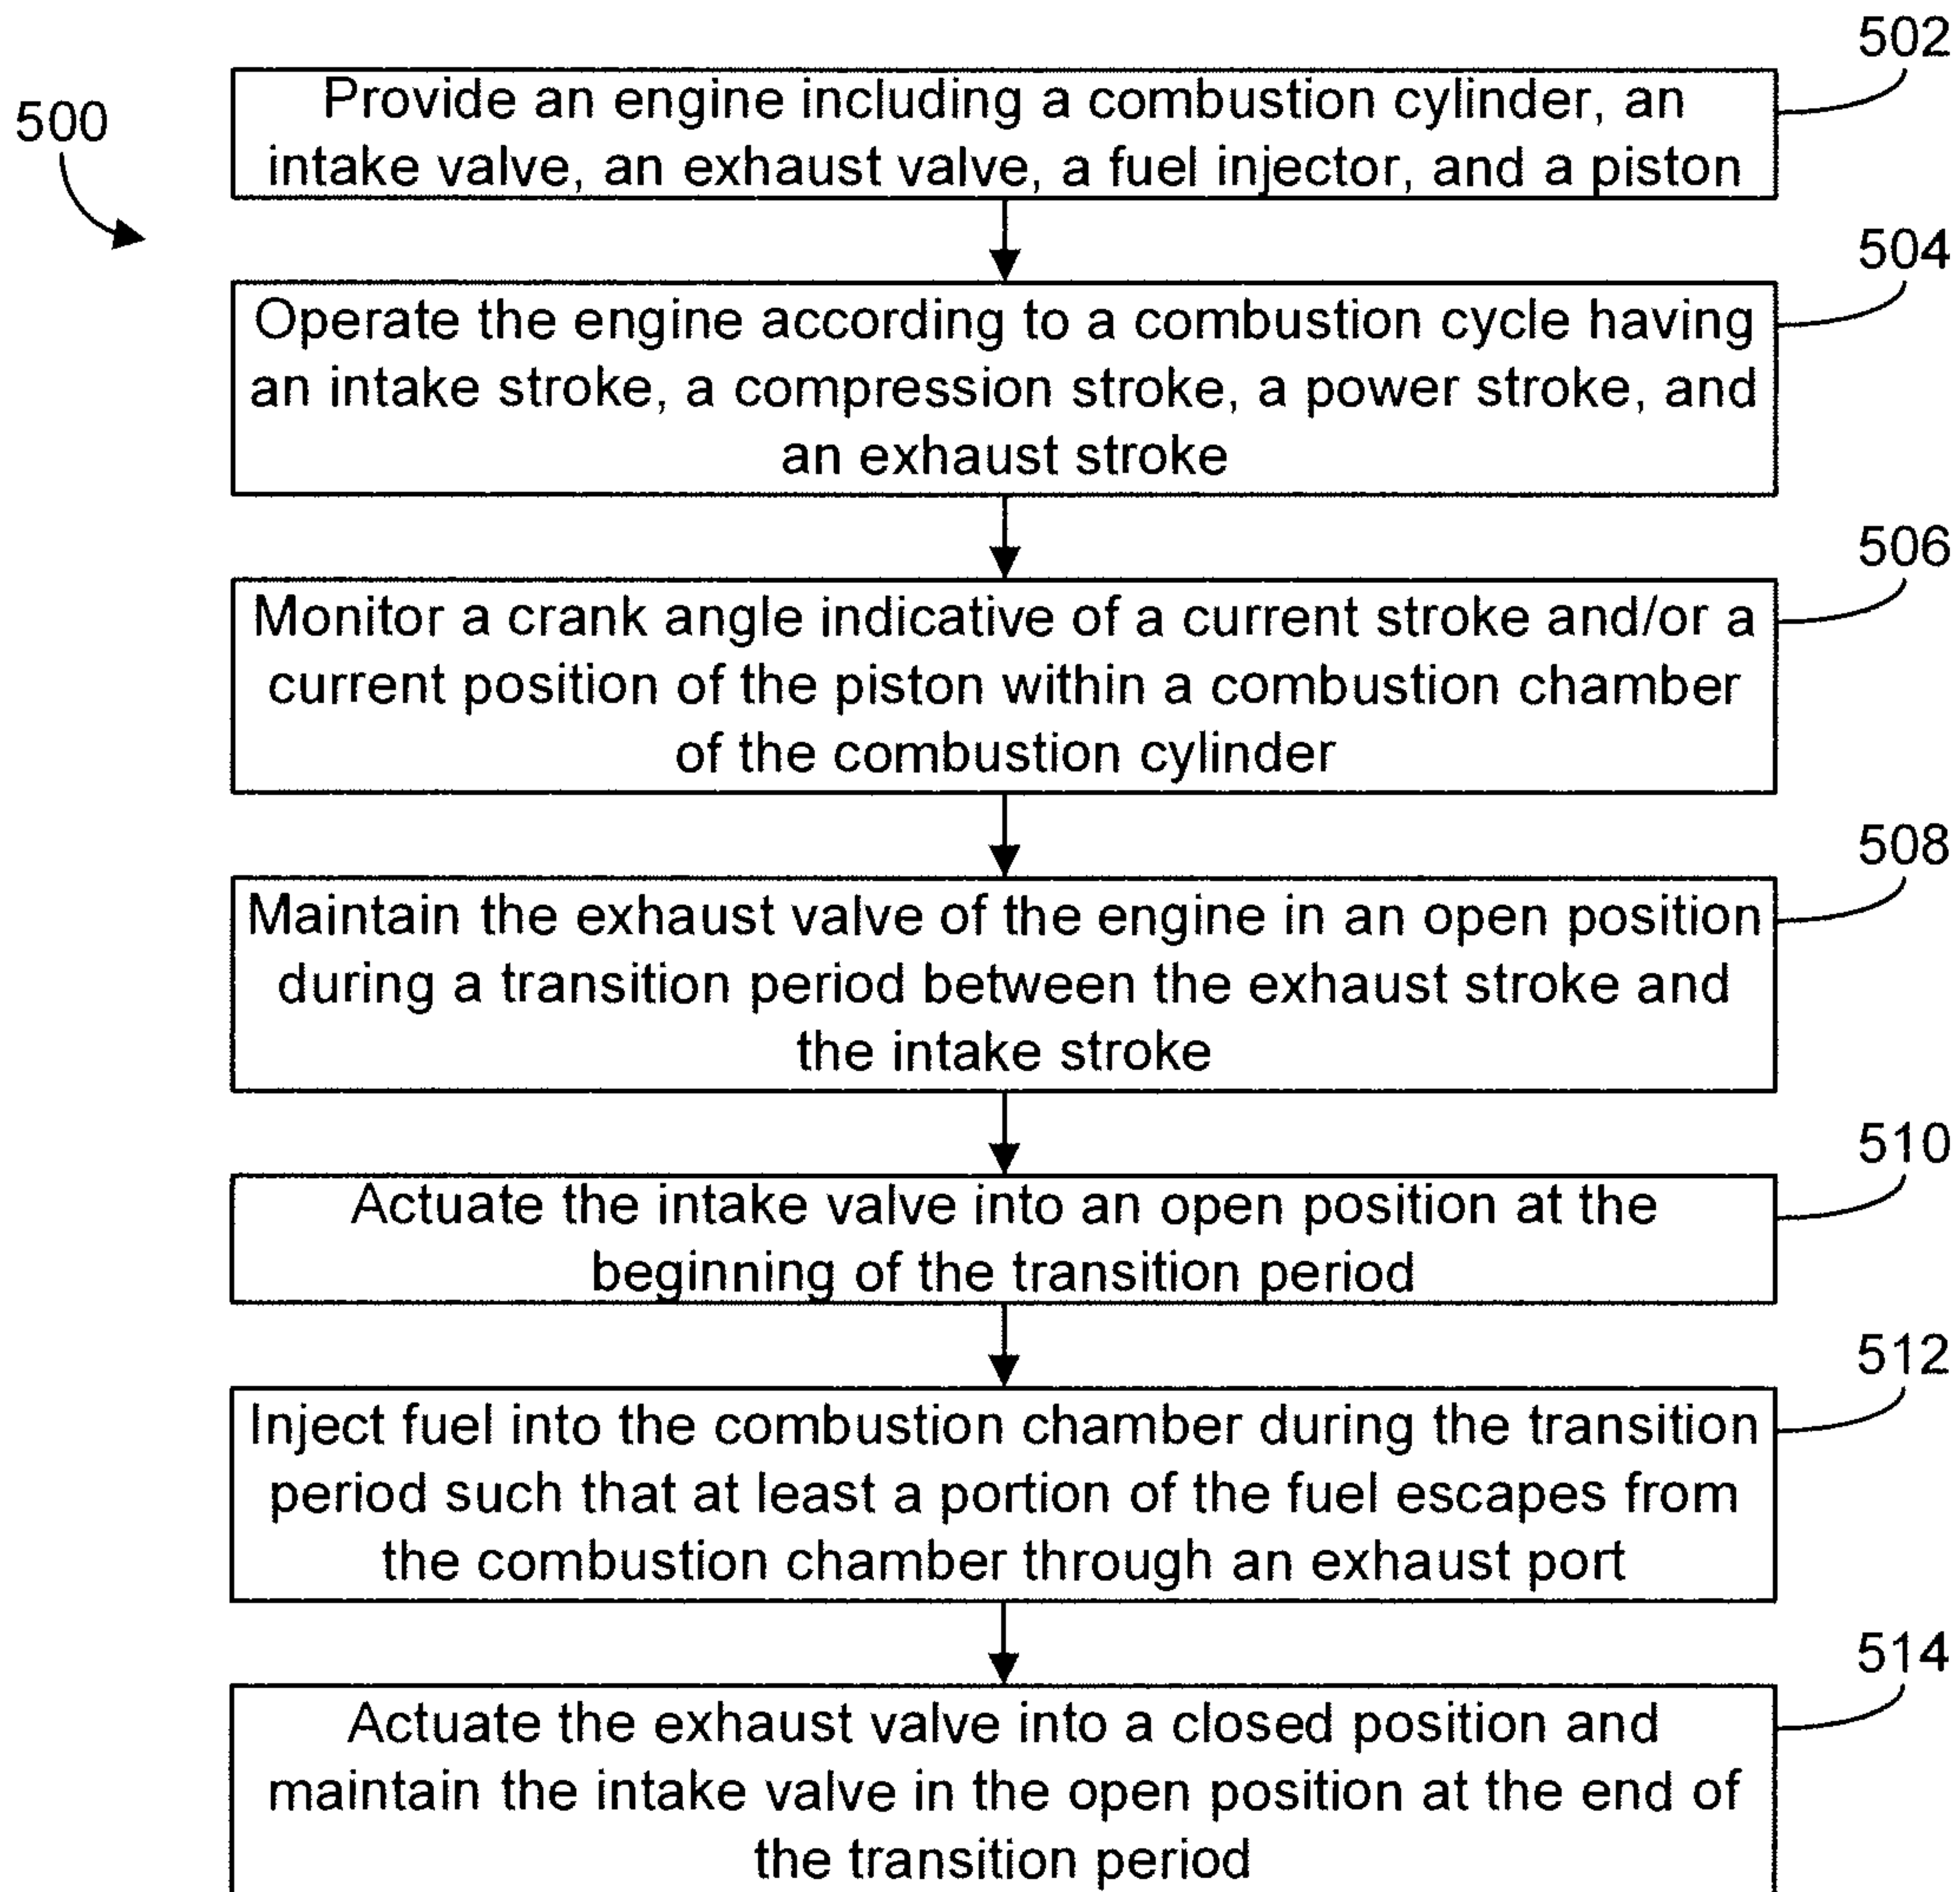 502
Provide an engine including a combustion cylinder, an
intake valve, an exhaust valve, a fuel injector, and a piston
500
504
Operate the engine according to a combustion cycle having
an intake stroke, a compression stroke, a power stroke, and
an exhaust stroke
506
Monitor a crank angle indicative of a current stroke and/or a
current position of the piston within a combustion chamber
of the combustion cylinder
508
Maintain the exhaust valve of the engine in an open position
during a transition period between the exhaust stroke and
the intake stroke
510
Actuate the intake valve into an open position at the
beginning of the transition period
512
Inject fuel into the combustion chamber during the transition
period such that at least a portion of the fuel escapes from
the combustion chamber through an exhaust port
514
Actuate the exhaust valve into a closed position and
maintain the intake valve in the open position at the end of
the transition period